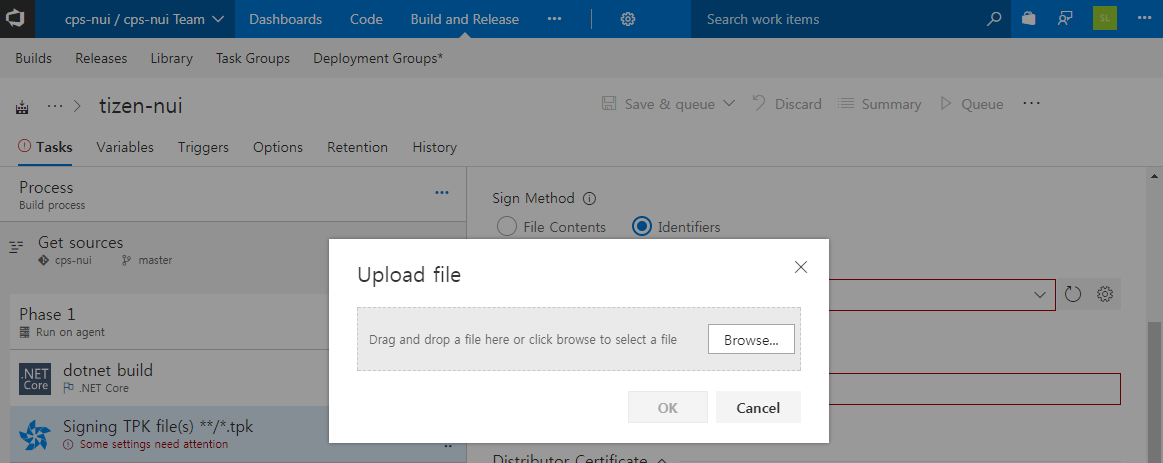 cps-nui / cps-nui Team Dashboards Code Build and Release ··· Search work items SL ···
Builds Releases Library Task Groups Deployment Groups*
··· > tizen-nui Save & queue Discard Summary Queue ···
Tasks Variables Triggers Options Retention History
Process ···
Build process
Get sources
cps-nui master
Phase 1
Run on agent
.NET Core
dotnet build
.NET Core
Signing TPK file(s) **/*.tpk
Some settings need attention
Sign Method
File Contents Identifiers
Upload file
Drag and drop a file here or click browse to select a file Browse...
OK Cancel
Distributor Certificate